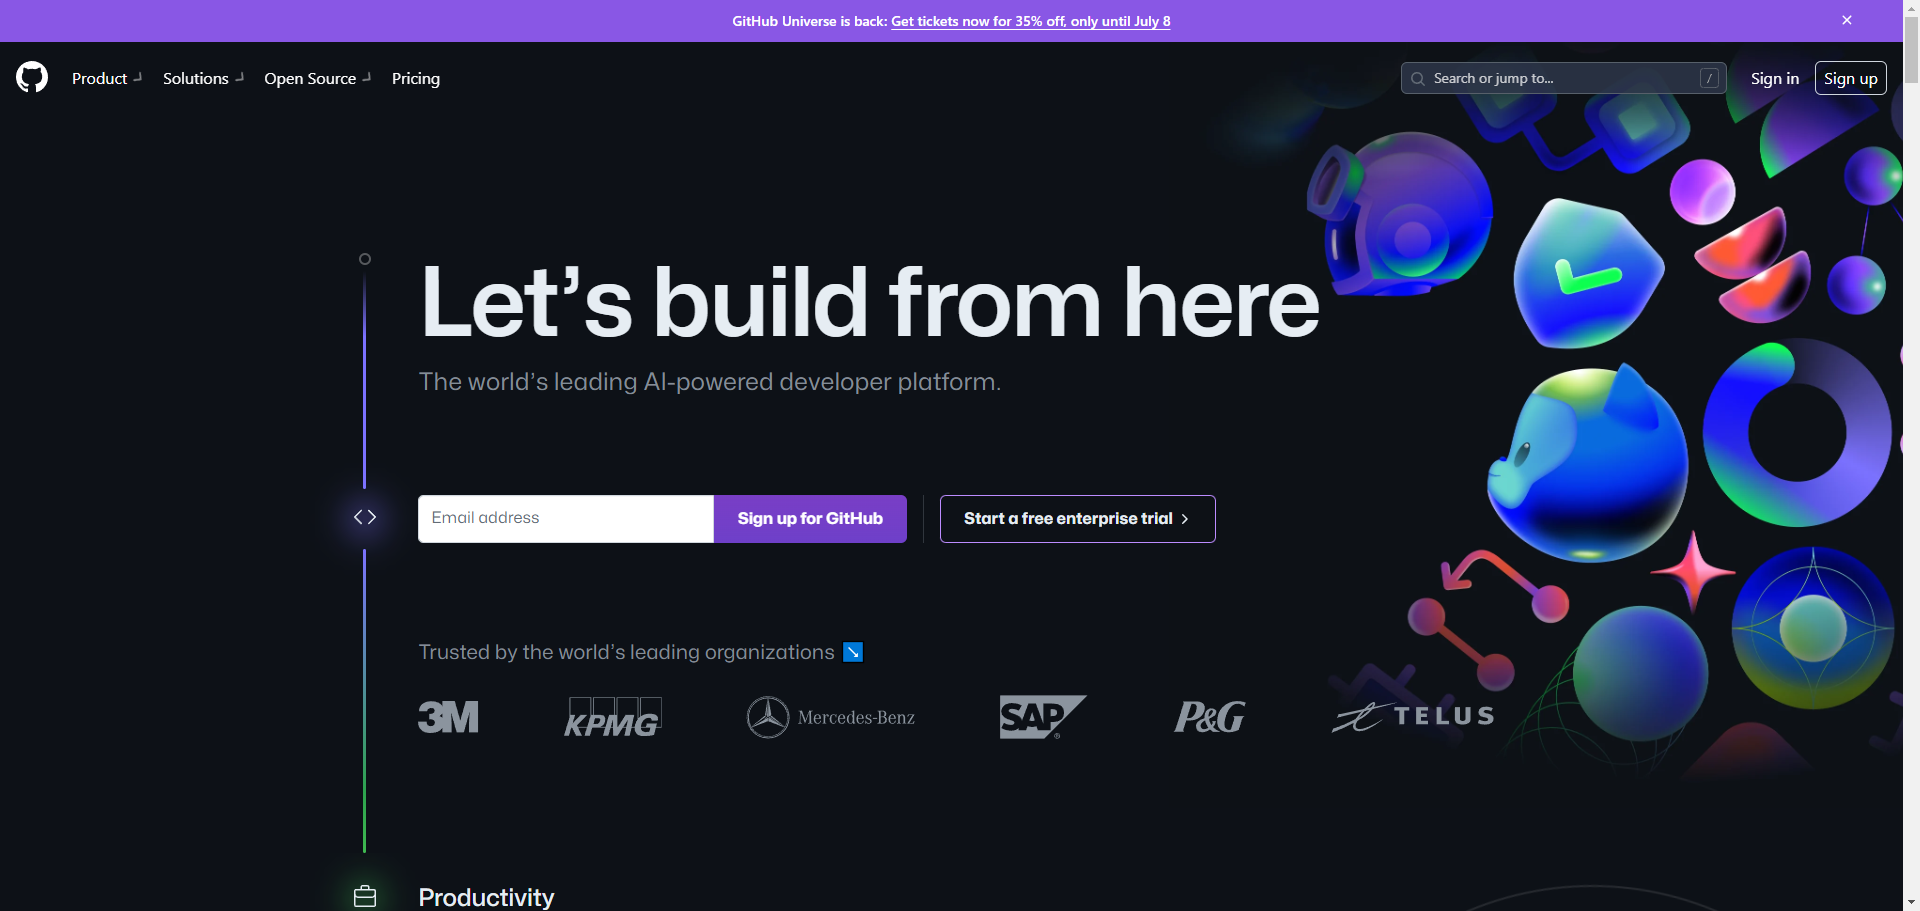 GitHub Universe is back: Get tickets now for 35% off, only until July 8
Product
Solutions
Open Source
Pricing
Search or jump to...
/
Sign in
Sign up
Let’s build from here
The world’s leading AI-powered developer platform.
Email address
Sign up for GitHub
Start a free enterprise trial
Trusted by the world’s leading organizations
3M
KPMG
Mercedes-Benz
SAP®
P&G
TELUS
Productivity